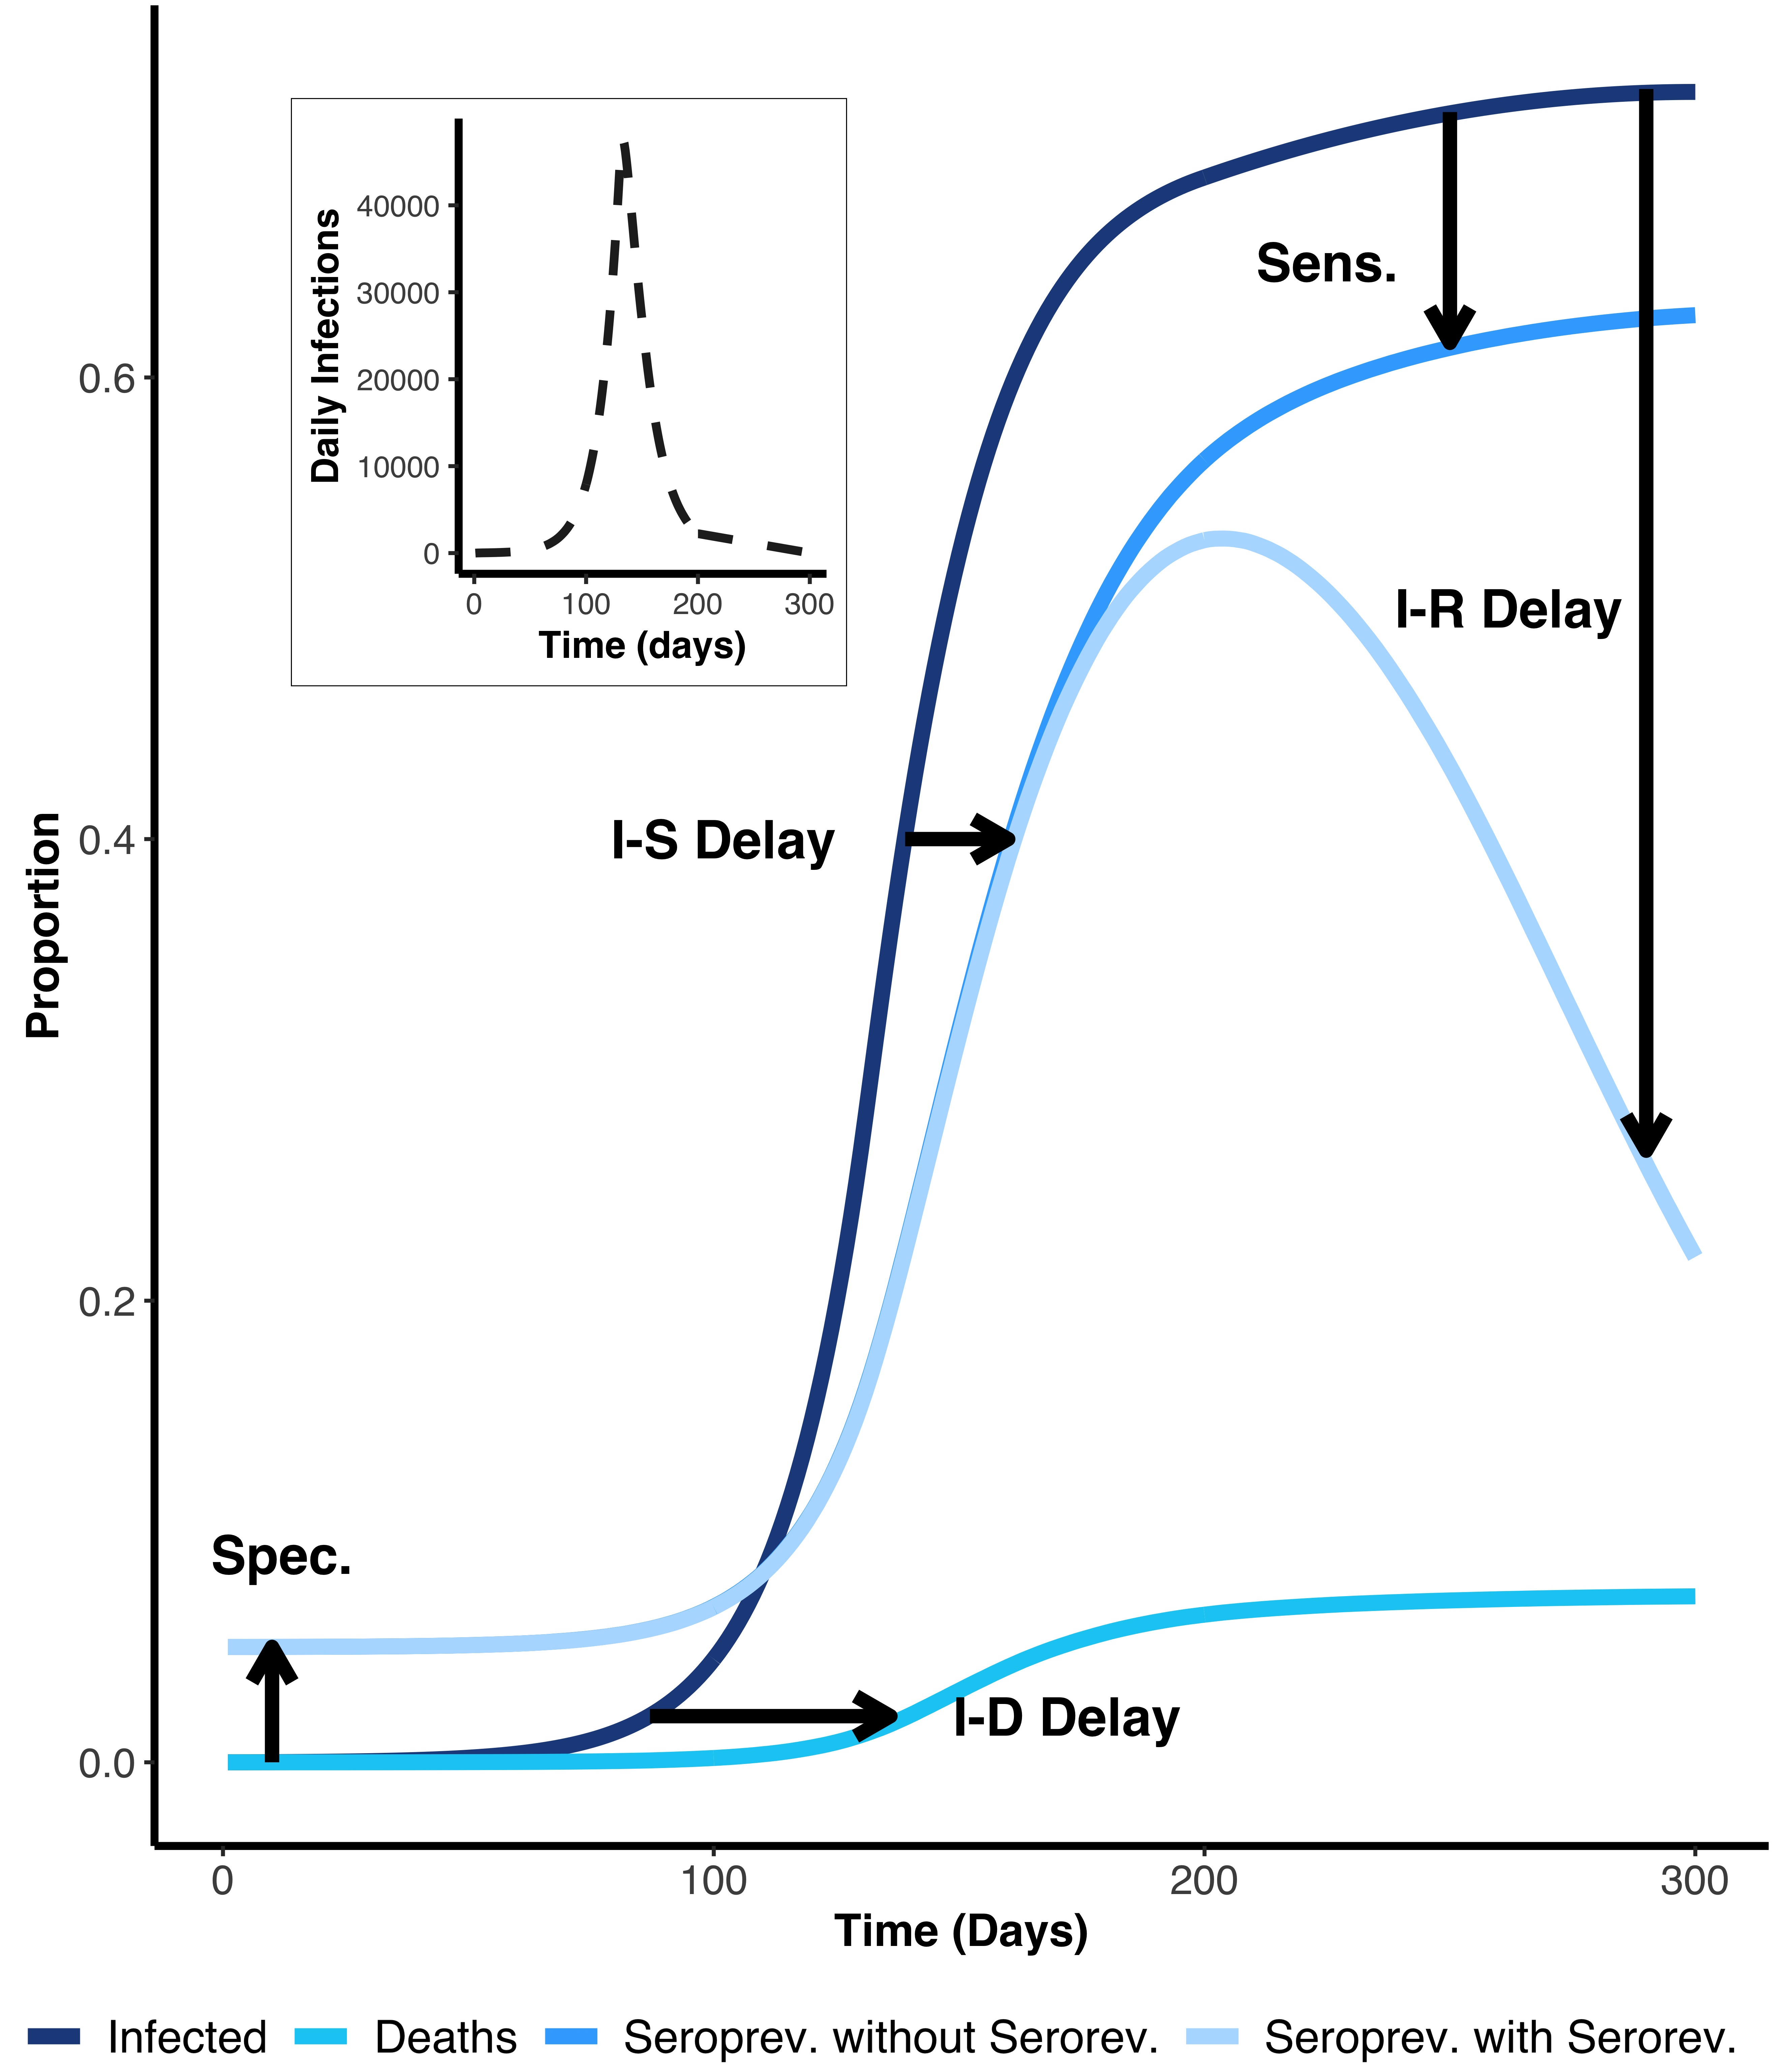 Daily Infections
40000
30000
20000
10000
0
0 100 200 300
Time (days)
Sens.
I-R Delay
I-S Delay
Spec.
I-D Delay
Proportion
0.6
0.4
0.2
0.0
0 100 200 300
Time (Days)
Infected Deaths Seroprev. without Serorev. Seroprev. with Serorev.